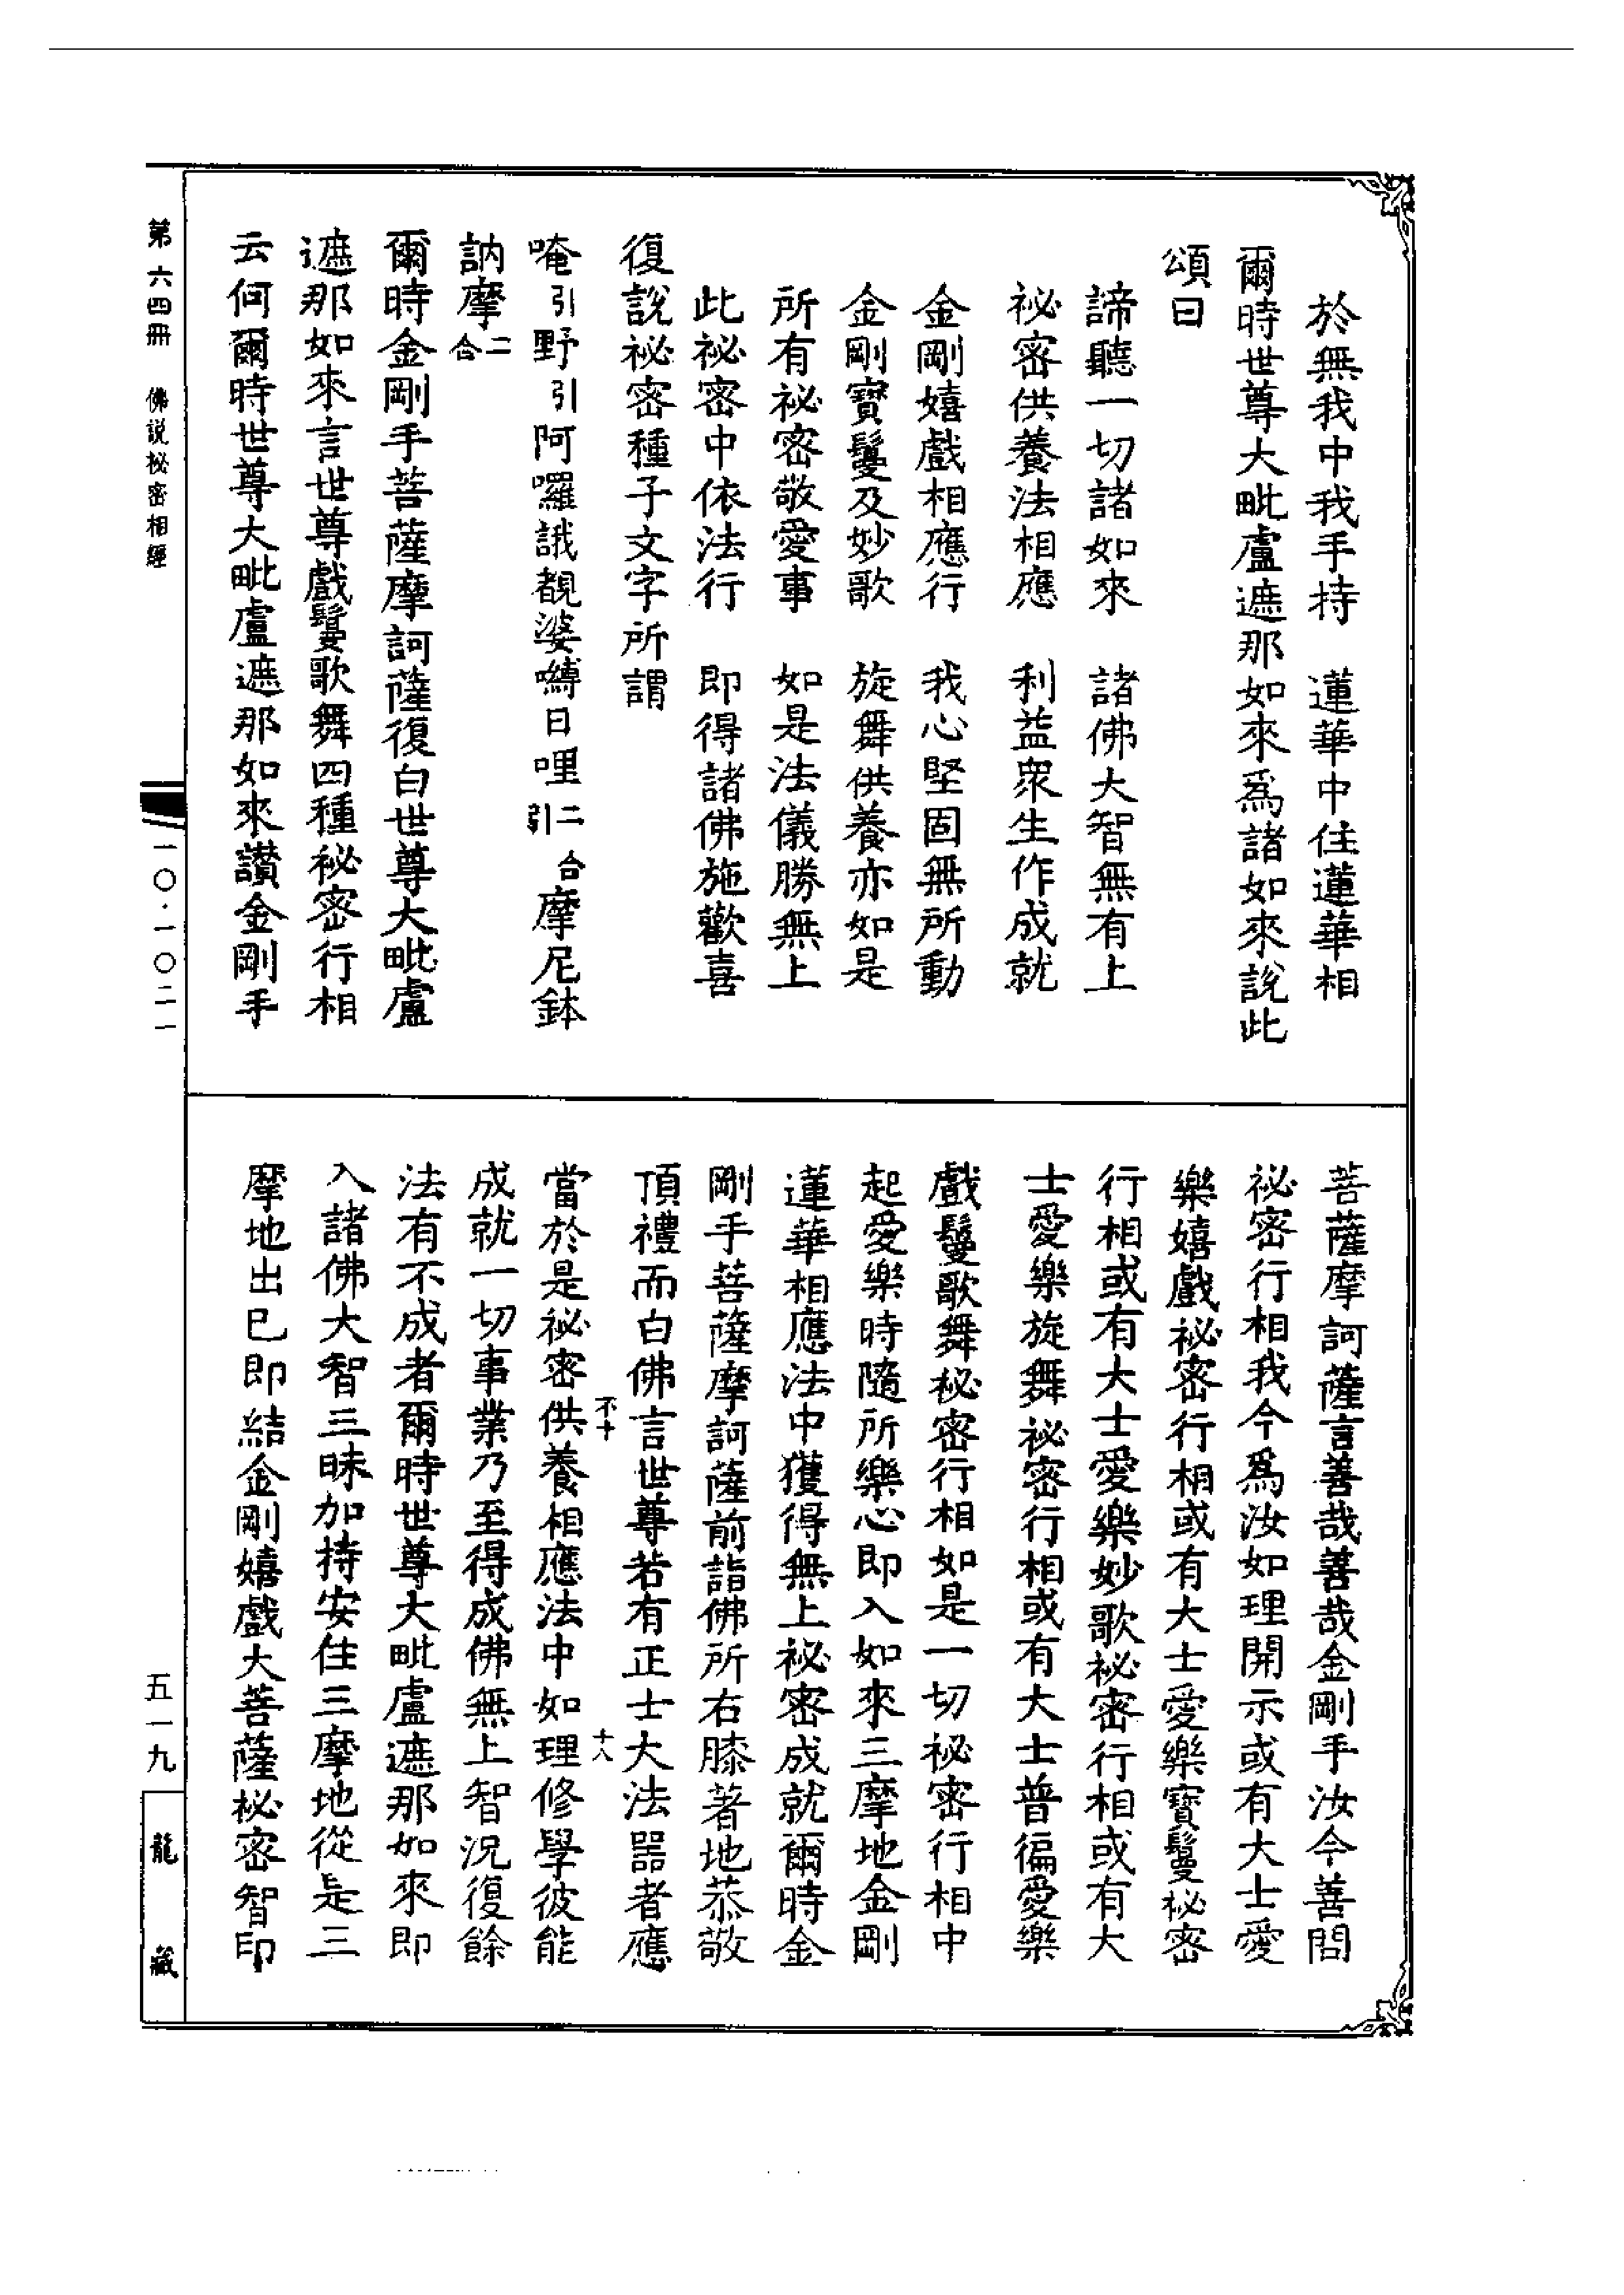 於無我中我手持　蓮華中住蓮華相
爾時世尊大毗盧遮那如來為諸如來說此
頌曰
諦聽一切諸如來　諸佛大智無有上
祕密供養法相應　利益衆生作成就
金剛嬉戲相應行　我心堅固無所動
金剛寶鬘及妙歌　旋舞供養亦如是
所有祕密敬愛事　如是法儀勝無上
此祕密中依法行　即得諸佛施歡喜
復說祕密種子文字所謂
唵引野引阿囉誐覩婆嚩日哩二合引摩尼鉢
訥摩二合
爾時金剛手菩薩摩訶薩復白世尊大毗盧
遮那如來言世尊戲鬘歌舞四種祕密行相
云何爾時世尊大毗盧遮那如來讚金剛手
菩薩摩訶薩言善哉善哉金剛手汝今善問
祕密行相我今為汝如理開示或有大士愛
樂嬉戲祕密行相或有大士愛樂寶鬘祕密
行相或有大士愛樂妙歌祕密行相或有大
士愛樂旋舞祕密行相或有大士普徧愛樂
戲鬘歌舞祕密行相如是一切祕密行相中
起愛樂時隨所樂心即入如來三摩地金剛
蓮華相應法中獲得無上祕密成就爾時金
剛手菩薩摩訶薩前詣佛所右膝著地恭敬
頂禮而白佛言世尊若有正士大法器者應
不十　十八
當於是祕密供養相應法中如理修學彼能
成就一切事業乃至得成佛無上智況復餘
法有不成者爾時世尊大毗盧遮那如來即
入諸佛大智三昧加持安住三摩地從是三
摩地出已即結金剛嬉戲大菩薩祕密智印
第六四冊　佛說祕密相經
一〇·一〇二一
五一九
龍藏